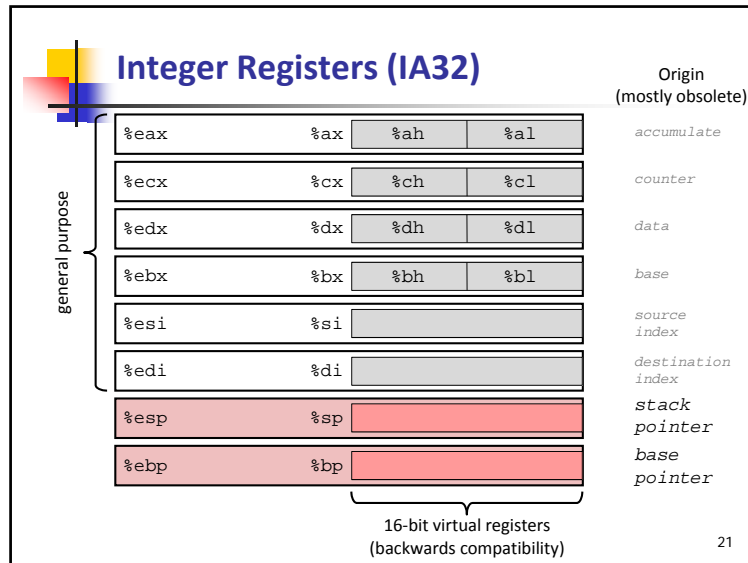 Integer Registers (IA32)
Origin
(mostly obsolete)
general purpose
%eax %ax %ah %al accumulate
%ecx %cx %ch %cl counter
%edx %dx %dh %dl data
%ebx %bx %bh %bl base
%esi %si source
index
%edi %di destination
index
%esp %sp stack
pointer
%ebp %bp base
pointer
16-bit virtual registers
(backwards compatibility)
21